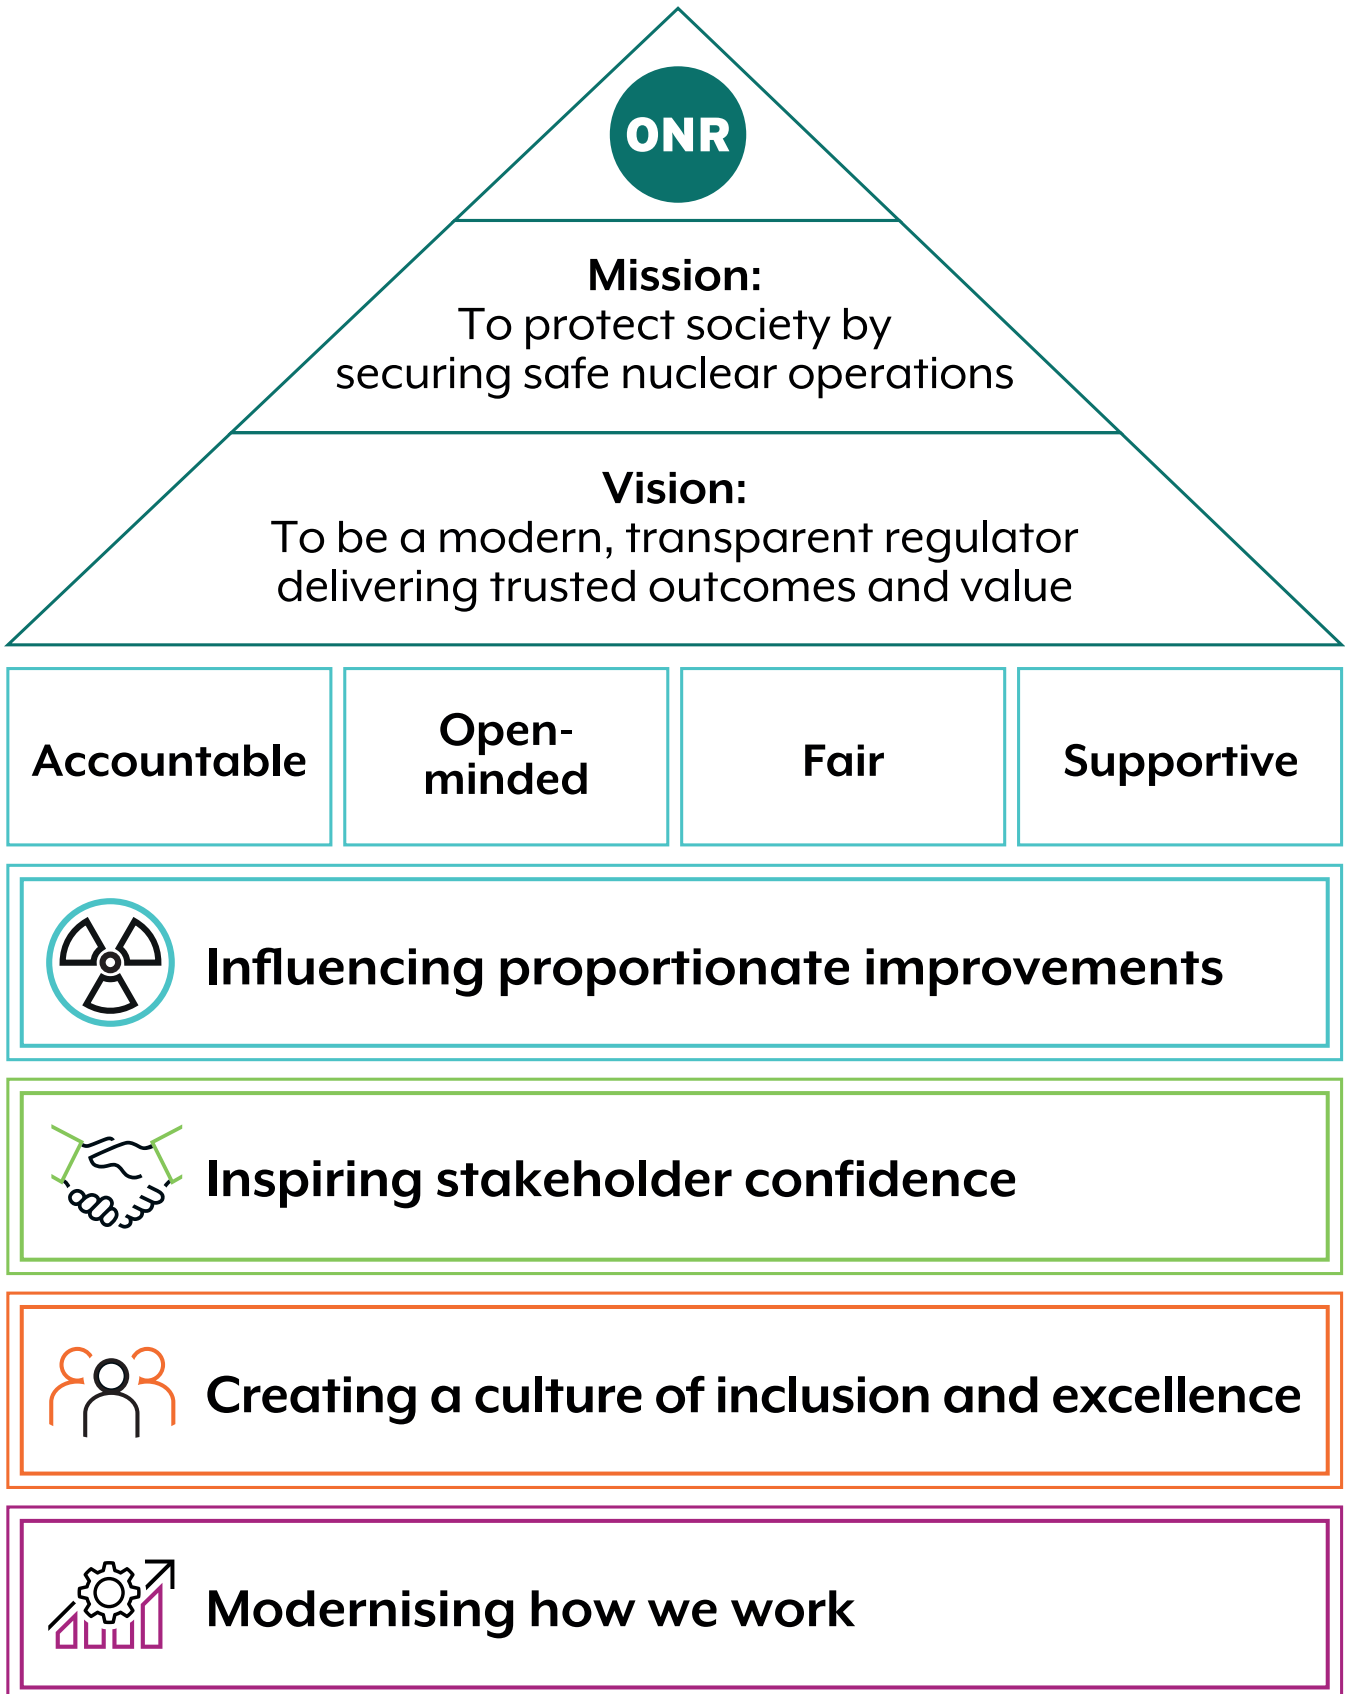 ONR
Mission:
To protect society by
securing safe nuclear operations
Vision:
To be a modern, transparent regulator
delivering trusted outcomes and value
Accountable
Open-
minded
Fair
Supportive
Influencing proportionate improvements
Inspiring stakeholder confidence
Creating a culture of inclusion and excellence
Modernising how we work